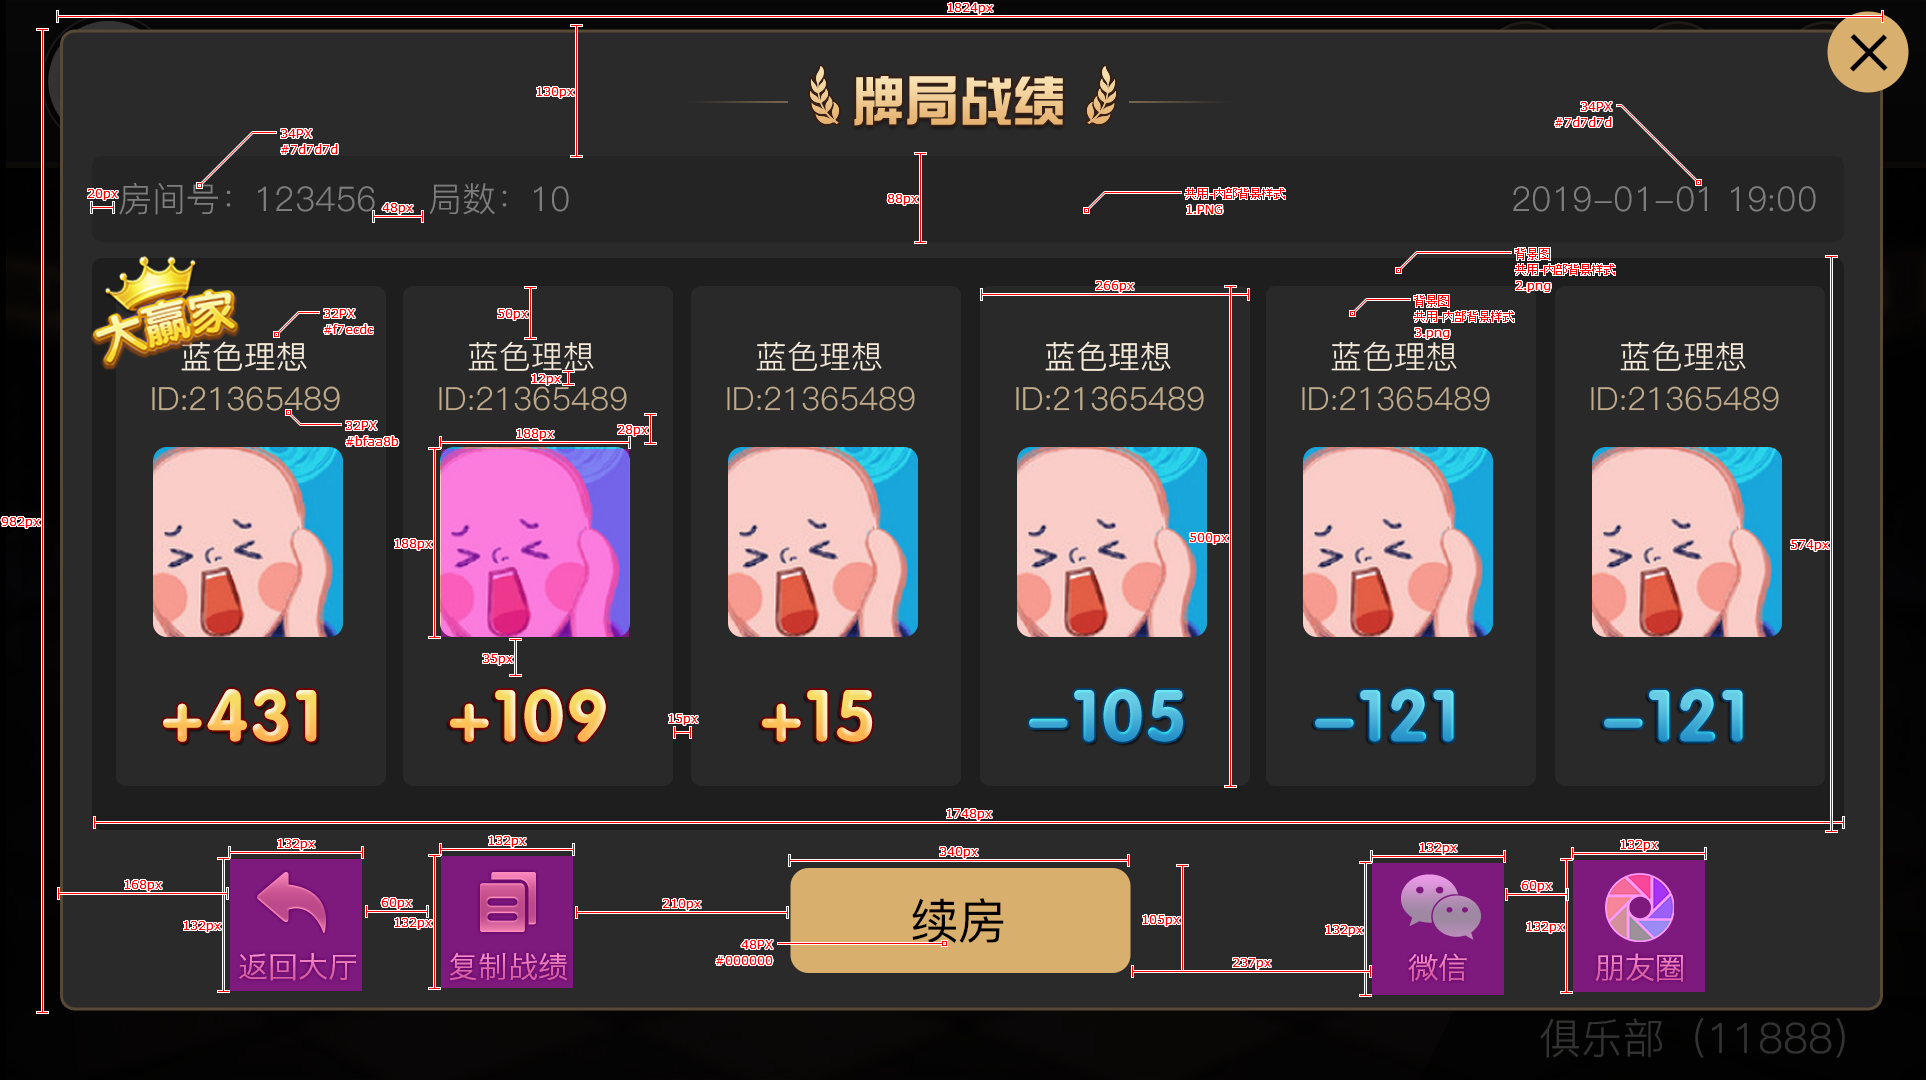 1824px
牌局战绩
130px
34PX
#7d7d7d
34PX
#7d7d7d
20px
房间号：123456
48px
局数：10
88px
共用-内部背景样式
1.PNG
2019-01-01 19:00
背景图
共用-内部背景样式
2.png
266px
背景图
共用-内部背景样式
3.png
大赢家
32PX
#f7ecdc
50px
蓝色理想
蓝色理想
蓝色理想
蓝色理想
蓝色理想
蓝色理想
12px
ID:21365489
ID:21365489
ID:21365489
ID:21365489
ID:21365489
ID:21365489
32PX
#bfaa8b
188px
28px
982px
188px
500px
574px
35px
+431
+109
15px
+15
-105
-121
-121
1748px
132px
132px
340px
132px
132px
168px
132px
60px
132px
210px
续房
48PX
#000000
105px
237px
132px
60px
132px
返回大厅
复制战绩
微信
朋友圈
俱乐部（11888）